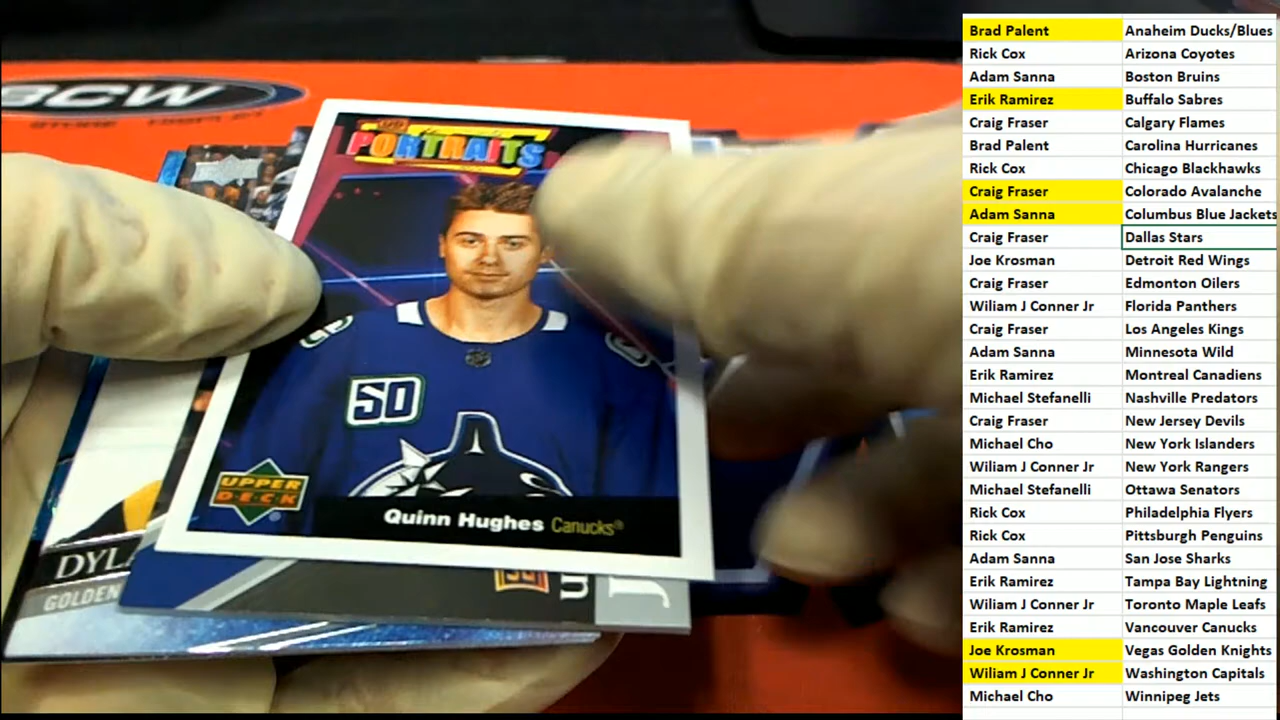 BCW
UD
PORTRAITS
50
UPPER
DECK
Quinn Hughes Canucks®
DYL
GOLDEN
J
Brad Palent Anaheim Ducks/Blues
Rick Cox Arizona Coyotes
Adam Sanna Boston Bruins
Erik Ramirez Buffalo Sabres
Craig Fraser Calgary Flames
Brad Palent Carolina Hurricanes
Rick Cox Chicago Blackhawks
Craig Fraser Colorado Avalanche
Adam Sanna Columbus Blue Jackets
Craig Fraser Dallas Stars
Joe Krosman Detroit Red Wings
Craig Fraser Edmonton Oilers
Wiliam J Conner Jr Florida Panthers
Craig Fraser Los Angeles Kings
Adam Sanna Minnesota Wild
Erik Ramirez Montreal Canadiens
Michael Stefanelli Nashville Predators
Craig Fraser New Jersey Devils
Michael Cho New York Islanders
Wiliam J Conner Jr New York Rangers
Michael Stefanelli Ottawa Senators
Rick Cox Philadelphia Flyers
Rick Cox Pittsburgh Penguins
Adam Sanna San Jose Sharks
Erik Ramirez Tampa Bay Lightning
Wiliam J Conner Jr Toronto Maple Leafs
Erik Ramirez Vancouver Canucks
Joe Krosman Vegas Golden Knights
Wiliam J Conner Jr Washington Capitals
Michael Cho Winnipeg Jets